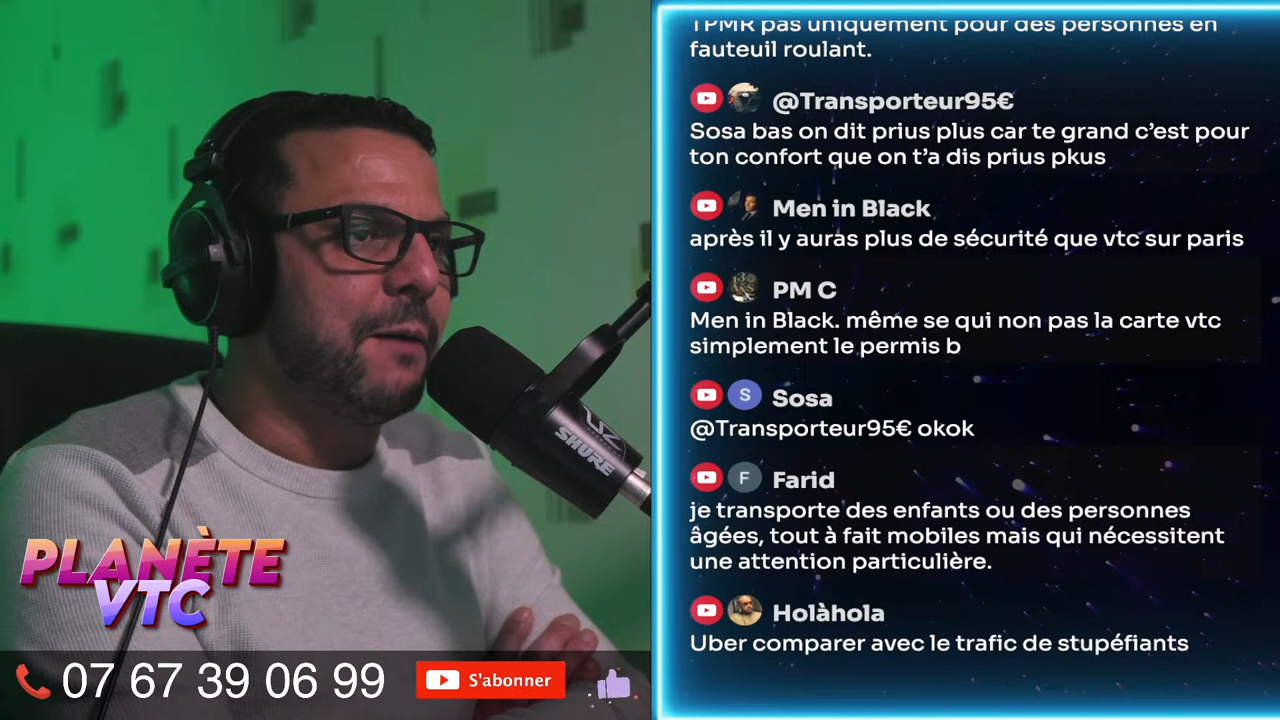 TPMR pas uniquement pour des personnes en
fauteuil roulant.
@Transporteur95€
Sosa bas on dit prius plus car te grand c'est pour
ton confort que on t'a dis prius pkus
Men in Black
après il y auras plus de sécurité que vtc sur paris
PM C
Men in Black. même se qui non pas la carte vtc
simplement le permis b
S
Sosa
@Transporteur95€ okok
F
Farid
je transporte des enfants ou des personnes
âgées, tout à fait mobiles mais qui nécessitent
une attention particulière.
Holàhola
Uber comparer avec le trafic de stupéfiants
SHURE
PLANÈTE
VTC
07 67 39 06 99
S'abonner